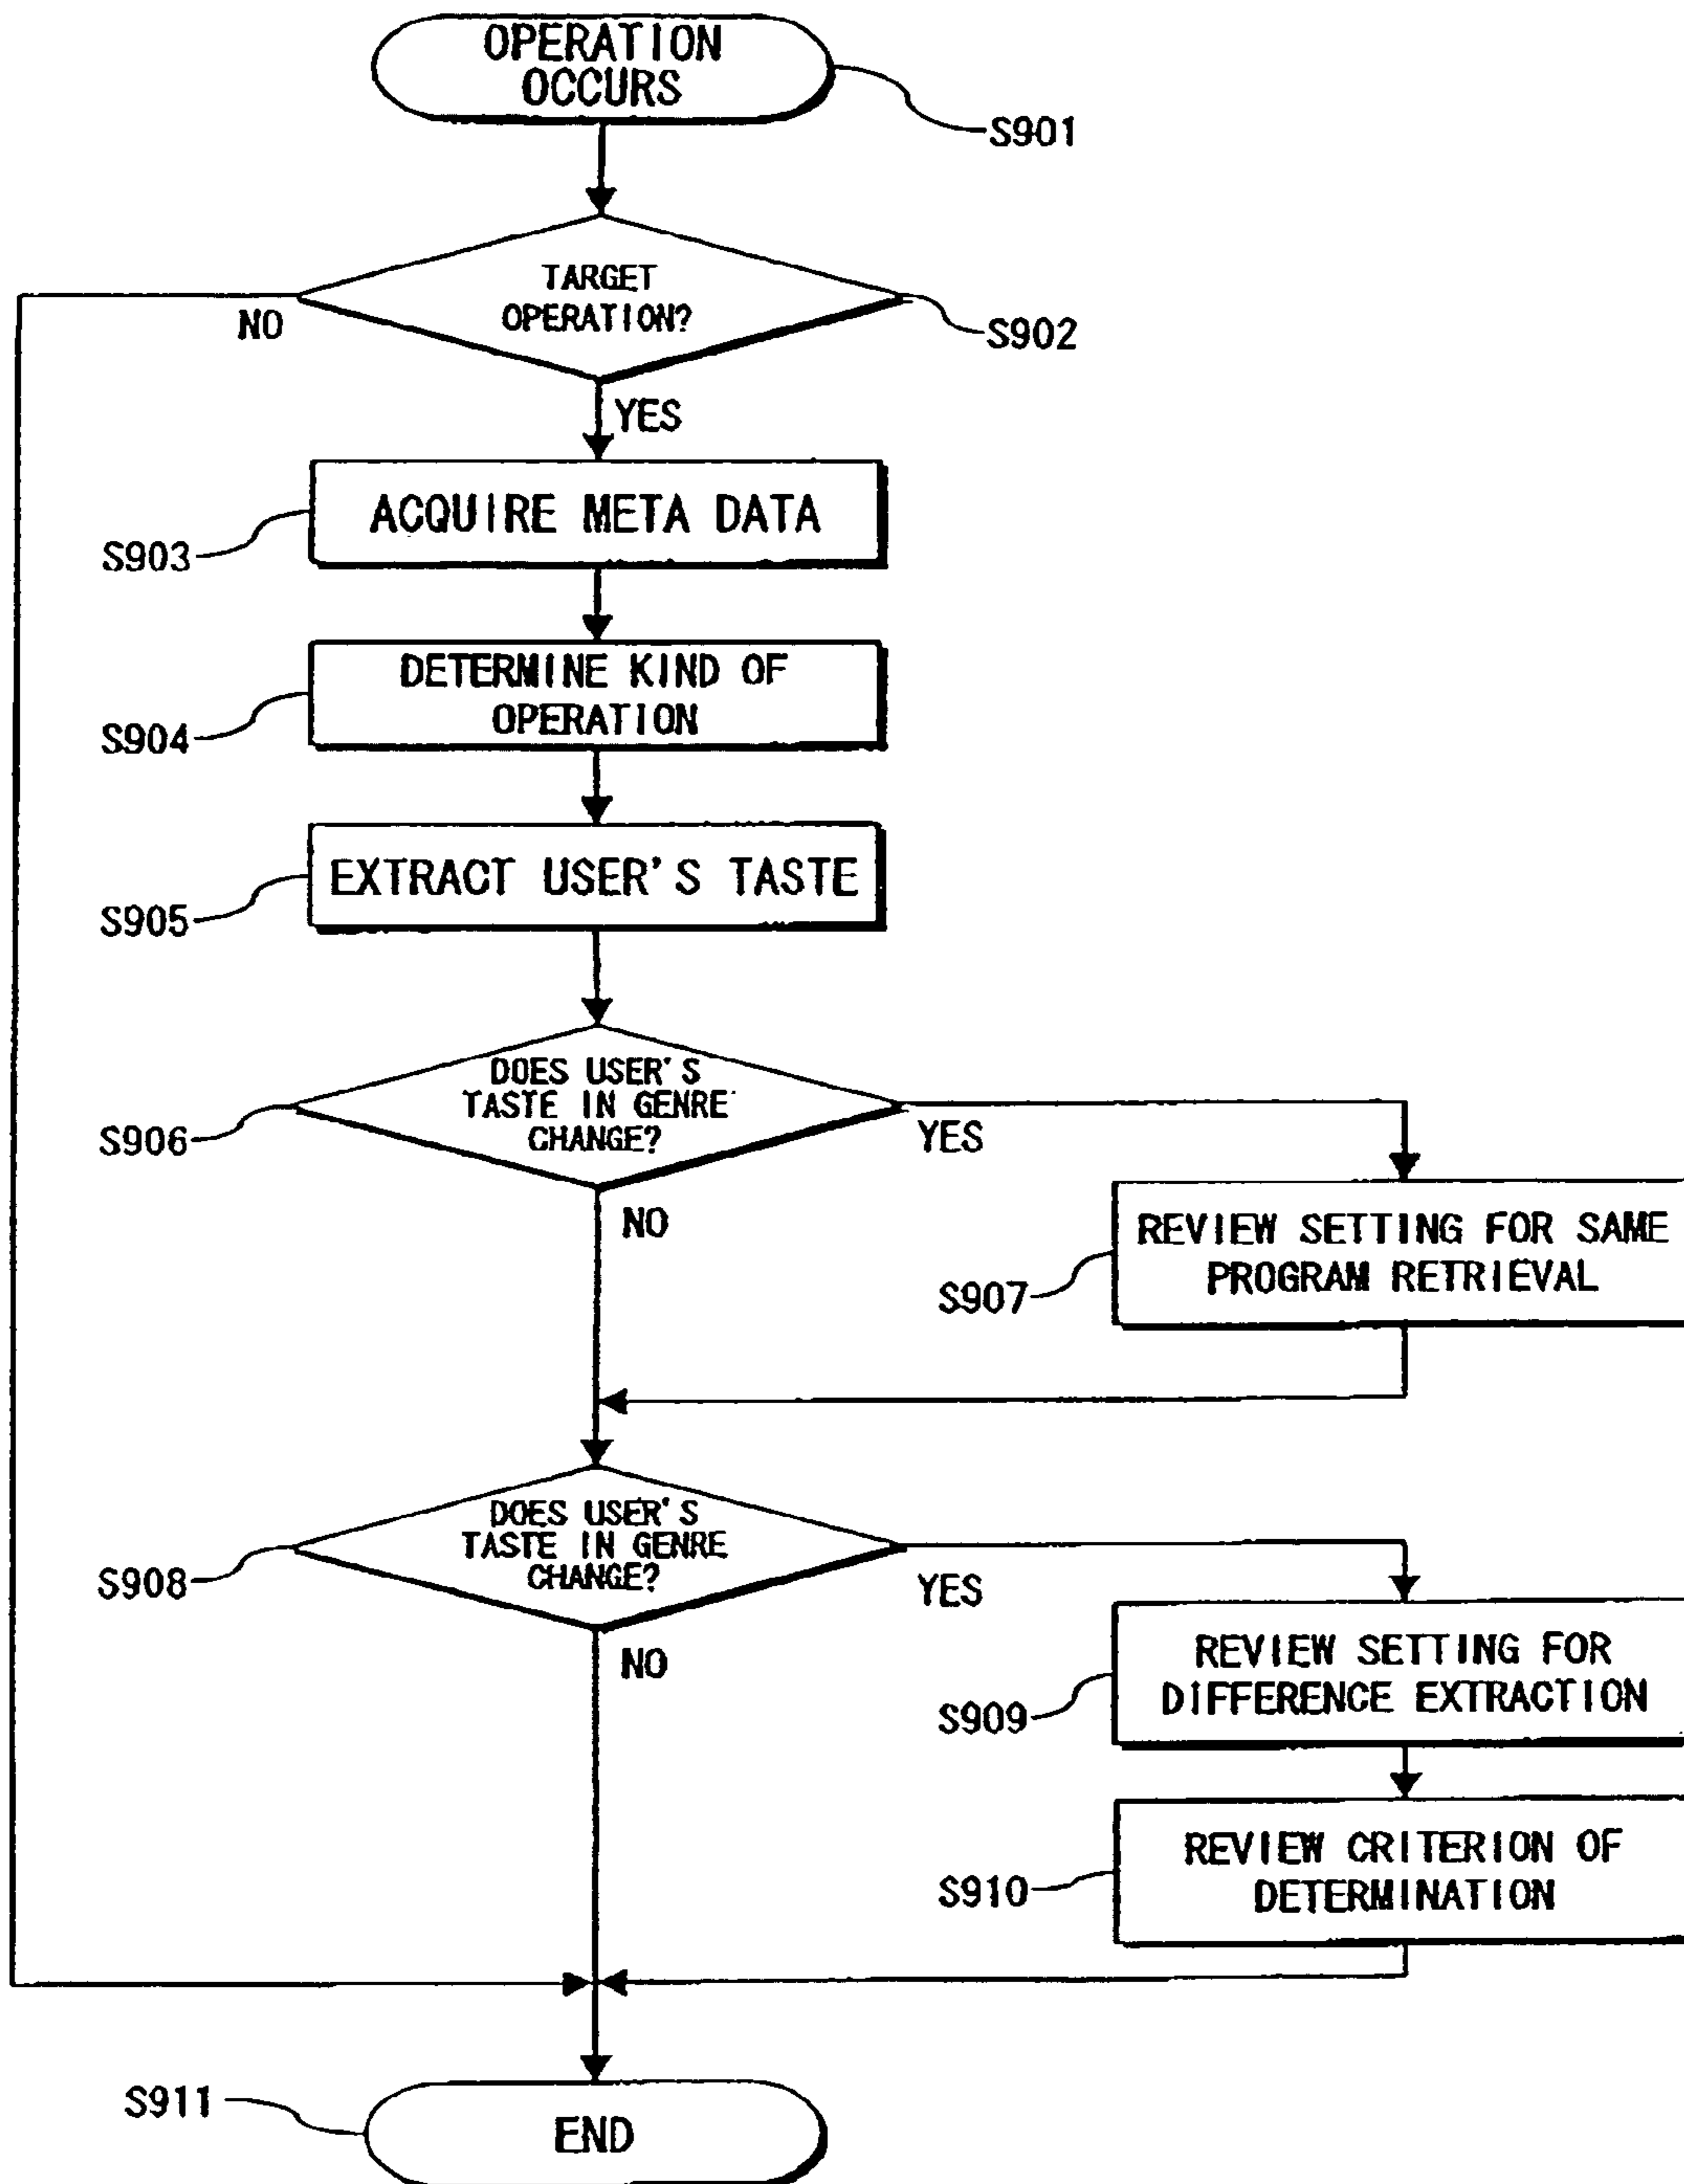 OPERATION
OCCURS
S901
TARGET
OPERATION?
S902
NO
YES
ACQUIRE META DATA
S903
DETERMINE KIND OF
OPERATION
S904
EXTRACT USER'S TASTE
S905
DOES USER'S
TASTE IN GENRE
CHANGE?
S906
YES
NO
REVIEW SETTING FOR SAME
PROGRAM RETRIEVAL
S907
DOES USER'S
TASTE IN GENRE
CHANGE?
S908
YES
NO
REVIEW SETTING FOR
DIFFERENCE EXTRACTION
S909
REVIEW CRITERION OF
DETERMINATION
S910
S911
END